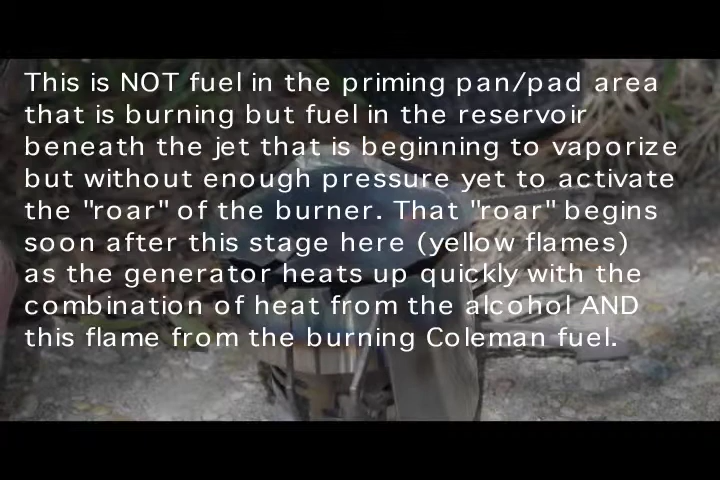 This is NOT fuel in the priming pan/pad area
that is burning but fuel in the reservoir
beneath the jet that is beginning to vaporize
but without enough pressure yet to activate
the "roar" of the burner. That "roar" begins
soon after this stage here (yellow flames)
as the generator heats up quickly with the
combination of heat from the alcohol AND
this flame from the burning Coleman fuel.